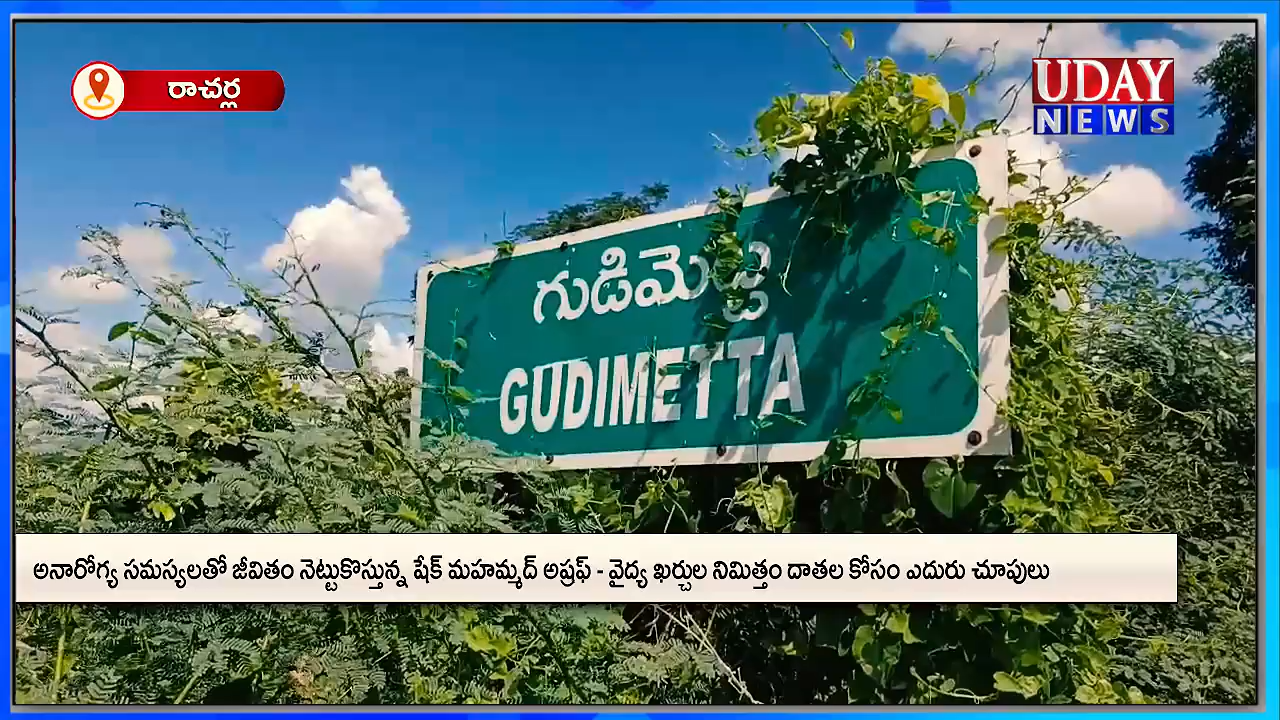 రాచర్ల
UDAY
NEWS
గుడిమెట్ట
GUDIMETTA
అనారోగ్య సమస్యలతో జీవితం నెట్టుకొస్తున్న షేక్ మహమ్మద్ అష్రఫ్ - వైద్య ఖర్చుల నిమిత్తం దాతల కోసం ఎదురు చూపులు